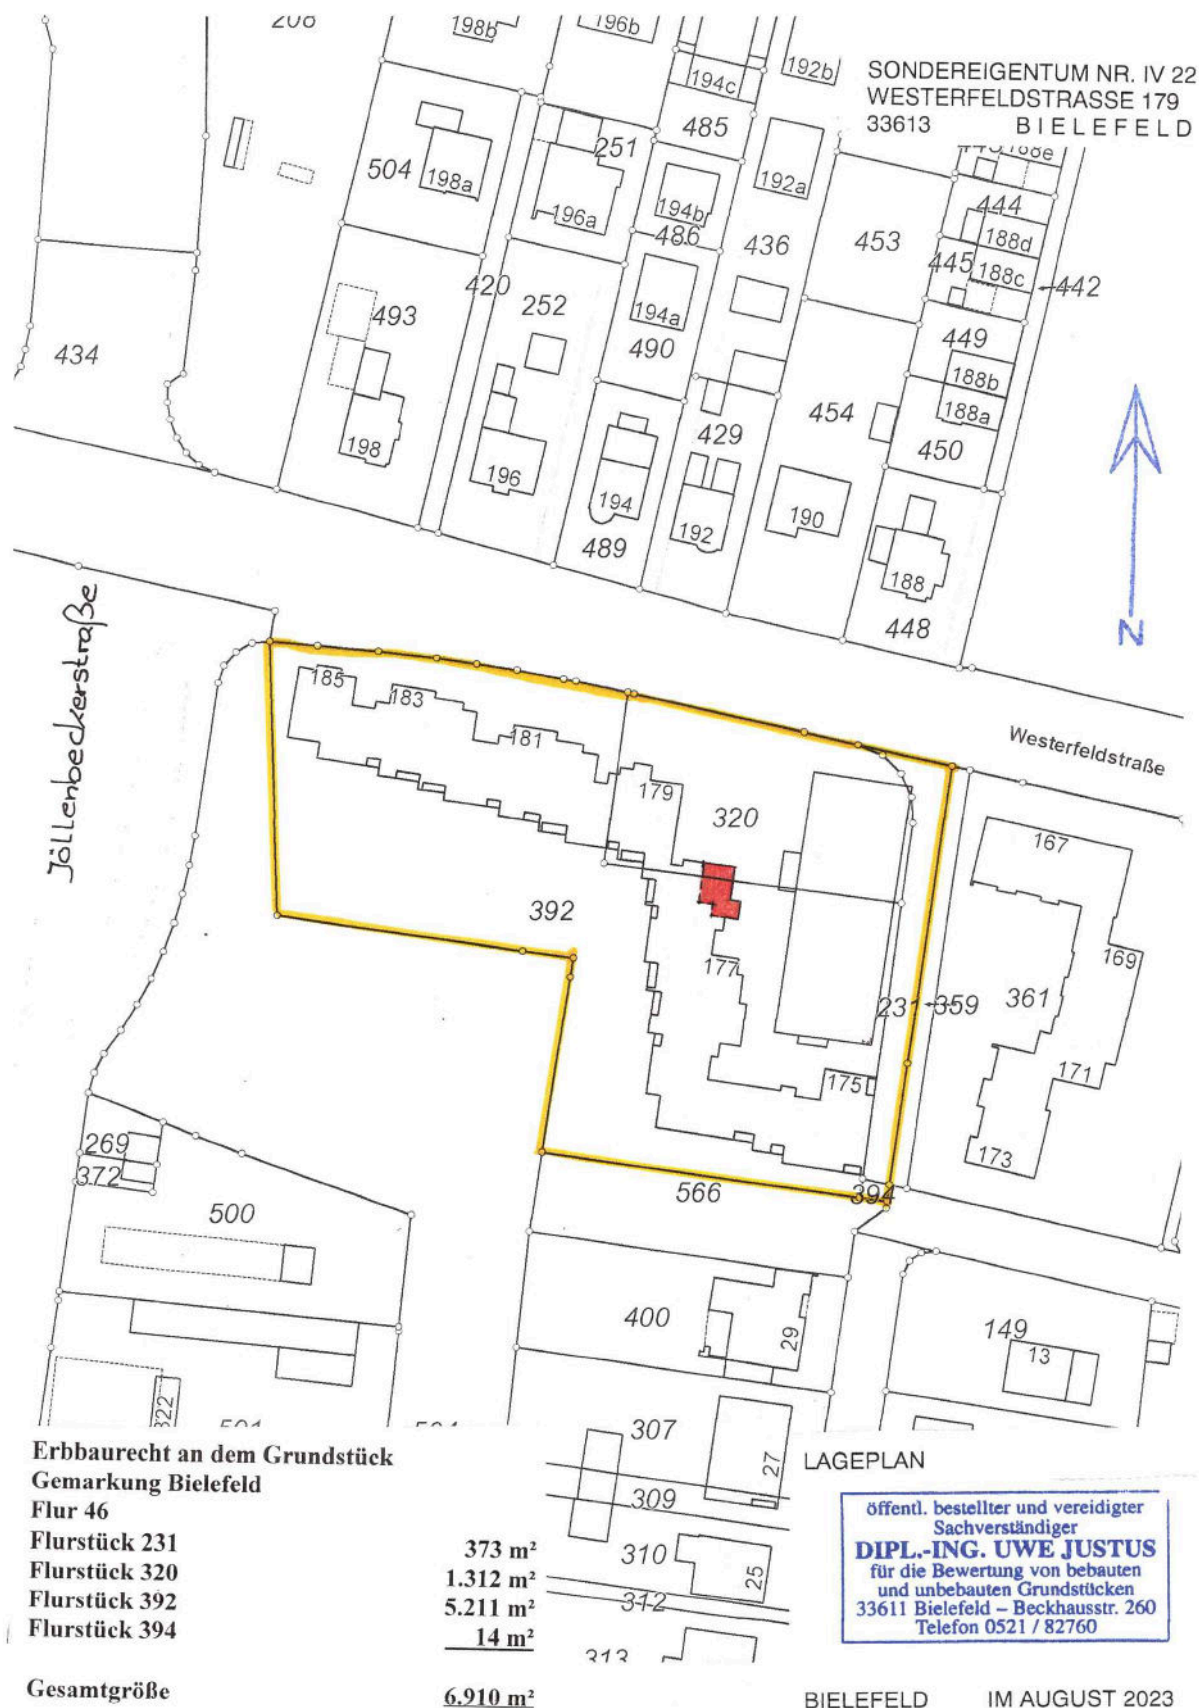 208
198b
196b
194c
192b
SONDEREIGENTUM NR. IV 22
WESTERFELDSTRASSE 179
33613 BIELEFELD
485
251
504
198a
196a
194b
486
192a
436
453
188e
444
188d
445
188c
442
420
493
252
194a
490
434
449
188b
188a
454
429
450
198
196
194
192
190
489
188
448
N
Jöllenbeckerstraße
185
183
181
179
320
Westerfeldstraße
167
392
177
169
231
359
361
175
171
173
269
372
566
394
500
400
29
149
13
322
307
27
309
310
25
312
313
Erbbaurecht an dem Grundstück
Gemarkung Bielefeld
Flur 46
Flurstück 231 373 m²
Flurstück 320 1.312 m²
Flurstück 392 5.211 m²
Flurstück 394 14 m²
Gesamtgröße 6.910 m²
LAGEPLAN
öffentl. bestellter und vereidigter
Sachverständiger
DIPL.-ING. UWE JUSTUS
für die Bewertung von bebauten
und unbebauten Grundstücken
33611 Bielefeld – Beckhausstr. 260
Telefon 0521 / 82760
BIELEFELD IM AUGUST 2023